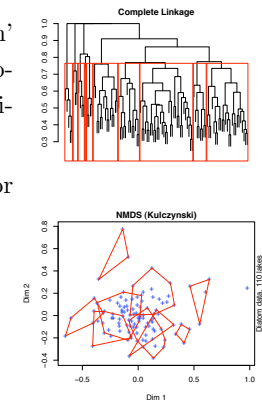 Complete Linkage
n'
o-
i-
or
1.0
0.9
0.8
0.7
0.6
0.5
0.4
0.3
NMDS (Kulczynski)
0.8
0.6
0.4
0.2
0.0
−0.2
−0.4
Dim 2
−0.5
0.0
0.5
1.0
Dim 1
Diatom data. 110 lakes